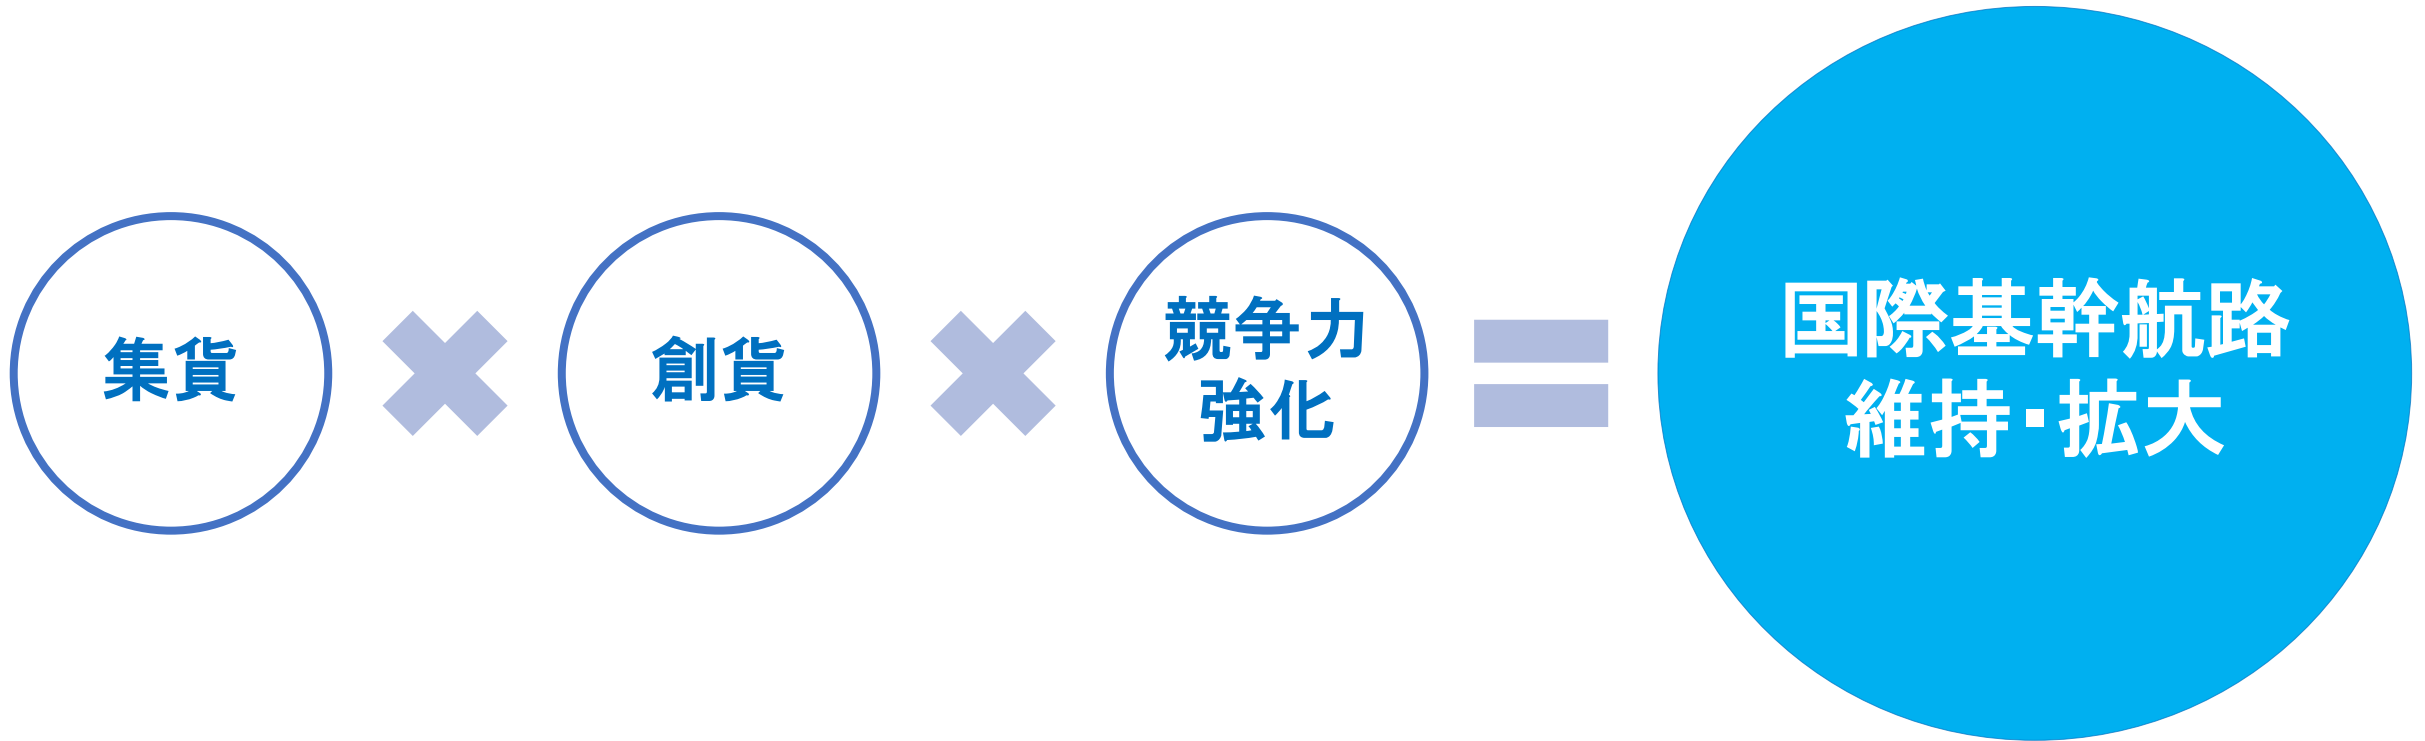 集貨
創貨
競争力
強化
国際基幹航路
維持・拡大